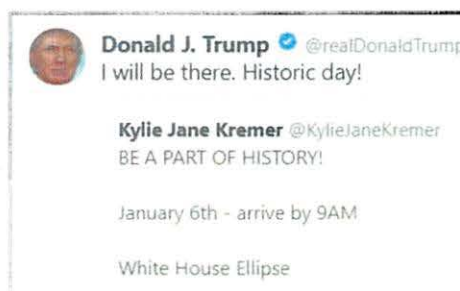 Donald J. Trump @realDonaldTrump
I will be there. Historic day!
Kylie Jane Kremer @KylieJaneKremer
BE A PART OF HISTORY!
January 6th - arrive by 9AM
White House Ellipse